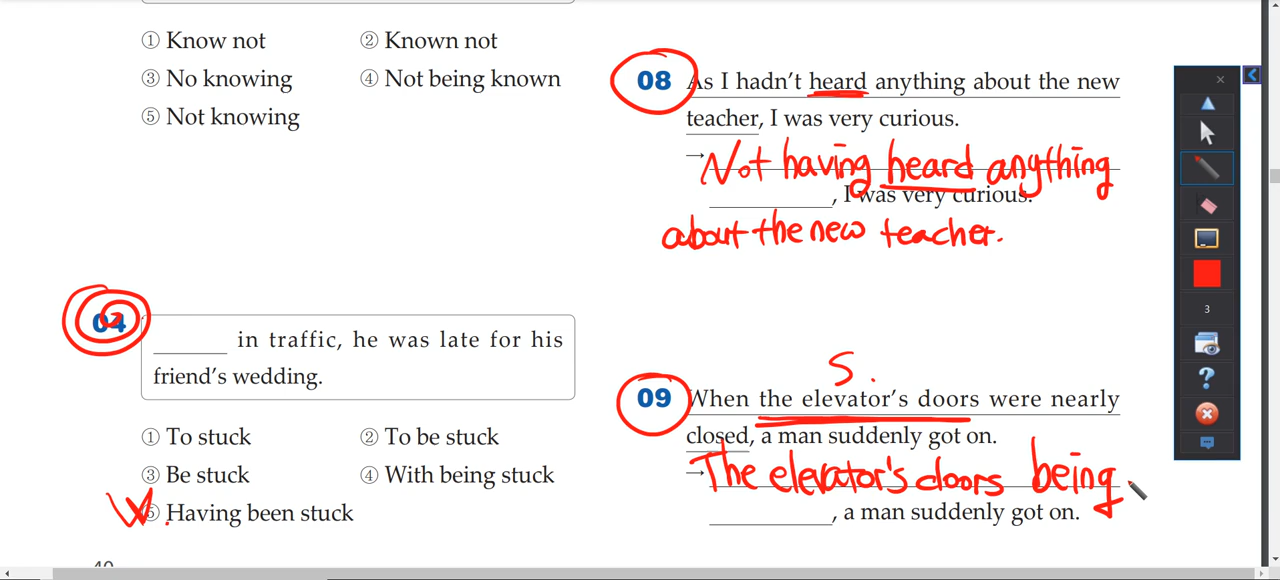 ① Know not
② Known not
③ No knowing
④ Not being known
⑤ Not knowing
04
_______ in traffic, he was late for his
friend's wedding.
① To stuck
② To be stuck
③ Be stuck
④ With being stuck
⑤ Having been stuck
08 As I hadn't heard anything about the new
teacher, I was very curious.
→ Not having heard anything
____________, I was very curious.
about the new teacher.
S.
09 When the elevator's doors were nearly
closed, a man suddenly got on.
→ The elevator's doors being
____________, a man suddenly got on.
3